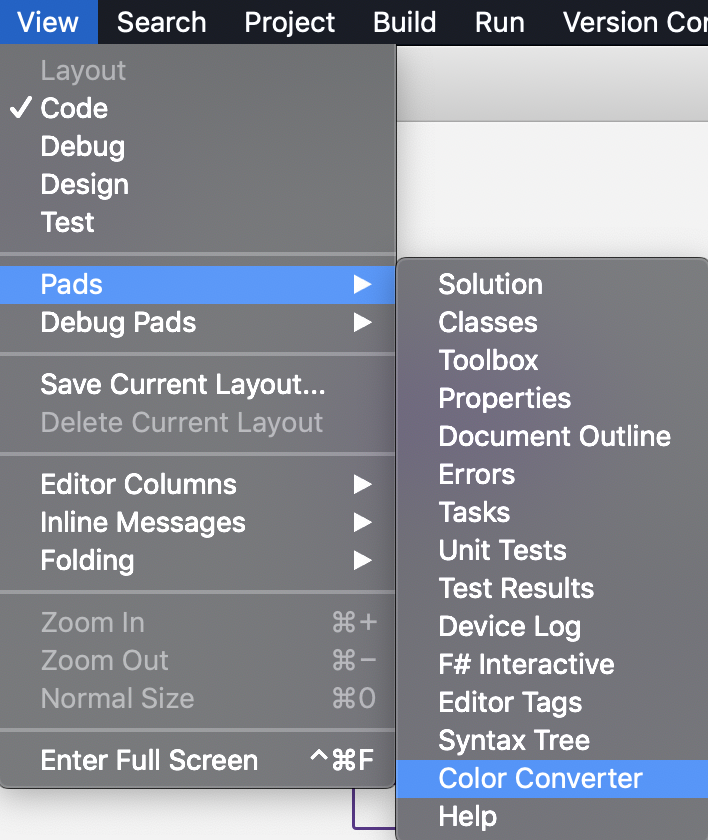 View Search Project Build Run Version Cor
Layout
✓ Code
Debug
Design
Test
Pads ▶
Debug Pads ▶
Save Current Layout...
Delete Current Layout
Editor Columns ▶
Inline Messages ▶
Folding ▶
Zoom In ⌘+
Zoom Out ⌘−
Normal Size ⌘0
Enter Full Screen ^⌘F
Solution
Classes
Toolbox
Properties
Document Outline
Errors
Tasks
Unit Tests
Test Results
Device Log
F# Interactive
Editor Tags
Syntax Tree
Color Converter
Help